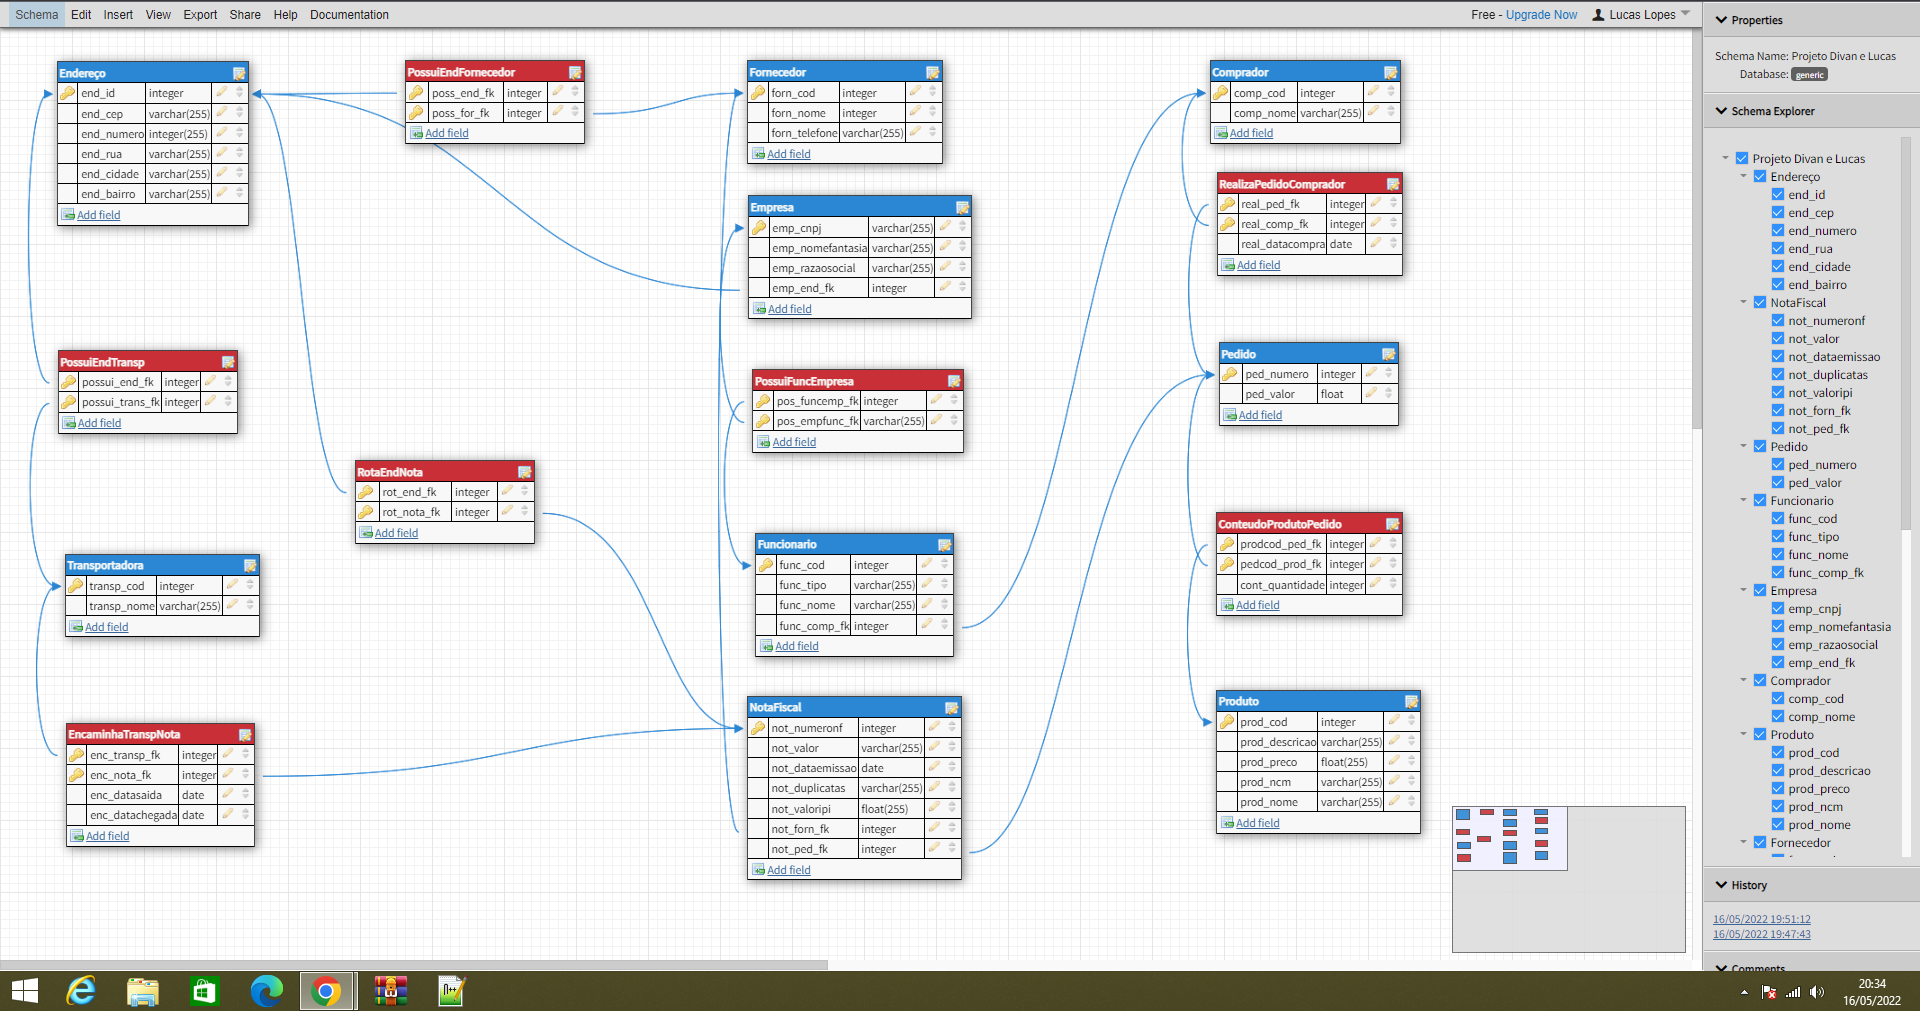 Schema Edit Insert View Export Share Help Documentation
Free - Upgrade Now Lucas Lopes
Endereço
end_id integer
end_cep varchar(255)
end_numero integer(255)
end_rua varchar(255)
end_cidade varchar(255)
end_bairro varchar(255)
Add field
PossuiEndFornecedor
poss_end_fk integer
poss_for_fk integer
Add field
Fornecedor
forn_cod integer
forn_nome integer
forn_telefone varchar(255)
Add field
Comprador
comp_cod integer
comp_nome varchar(255)
Add field
RealizaPedidoComprador
real_ped_fk integer
real_comp_fk integer
real_datacompra date
Add field
Empresa
emp_cnpj varchar(255)
emp_nomefantasia varchar(255)
emp_razaosocial varchar(255)
emp_end_fk integer
Add field
PossuiEndTransp
possui_end_fk integer
possui_trans_fk integer
Add field
PossuiFuncEmpresa
pos_funcemp_fk integer
pos_empfunc_fk varchar(255)
Add field
Pedido
ped_numero integer
ped_valor float
Add field
RotaEndNota
rot_end_fk integer
rot_nota_fk integer
Add field
Transportadora
transp_cod integer
transp_nome varchar(255)
Add field
Funcionario
func_cod integer
func_tipo varchar(255)
func_nome varchar(255)
func_comp_fk integer
Add field
ConteudoProdutoPedido
prodcod_ped_fk integer
pedcod_prod_fk integer
cont_quantidade integer
Add field
EncaminhaTranspNota
enc_transp_fk integer
enc_nota_fk integer
enc_datasaida date
enc_datachegada date
Add field
NotaFiscal
not_numeronf integer
not_valor varchar(255)
not_dataemissao date
not_duplicatas varchar(255)
not_valoripi float(255)
not_forn_fk integer
not_ped_fk integer
Add field
Produto
prod_cod integer
prod_descricao varchar(255)
prod_preco float(255)
prod_ncm varchar(255)
prod_nome varchar(255)
Add field
Properties
Schema Name: Projeto Divan e Lucas
Database: generic
Schema Explorer
Projeto Divan e Lucas
Endereço
end_id
end_cep
end_numero
end_rua
end_cidade
end_bairro
NotaFiscal
not_numeronf
not_valor
not_dataemissao
not_duplicatas
not_valoripi
not_forn_fk
not_ped_fk
Pedido
ped_numero
ped_valor
Funcionario
func_cod
func_tipo
func_nome
func_comp_fk
Empresa
emp_cnpj
emp_nomefantasia
emp_razaosocial
emp_end_fk
Comprador
comp_cod
comp_nome
Produto
prod_cod
prod_descricao
prod_preco
prod_ncm
prod_nome
Fornecedor
History
16/05/2022 19:51:12
16/05/2022 19:47:43
Comments
20:34
16/05/2022